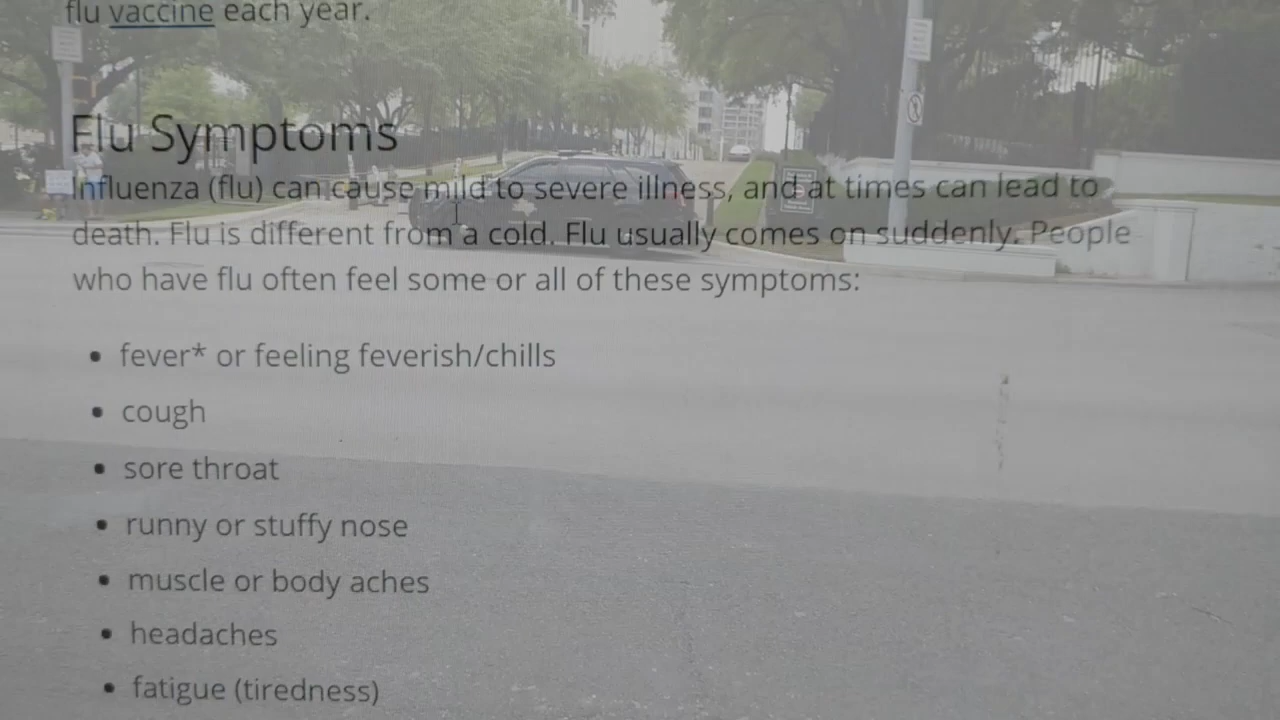 flu vaccine each year.
Flu Symptoms
Influenza (flu) can cause mild to severe illness, and at times can lead to
death. Flu is different from a cold. Flu usually comes on suddenly. People
who have flu often feel some or all of these symptoms:
• fever* or feeling feverish/chills
• cough
• sore throat
• runny or stuffy nose
• muscle or body aches
• headaches
• fatigue (tiredness)